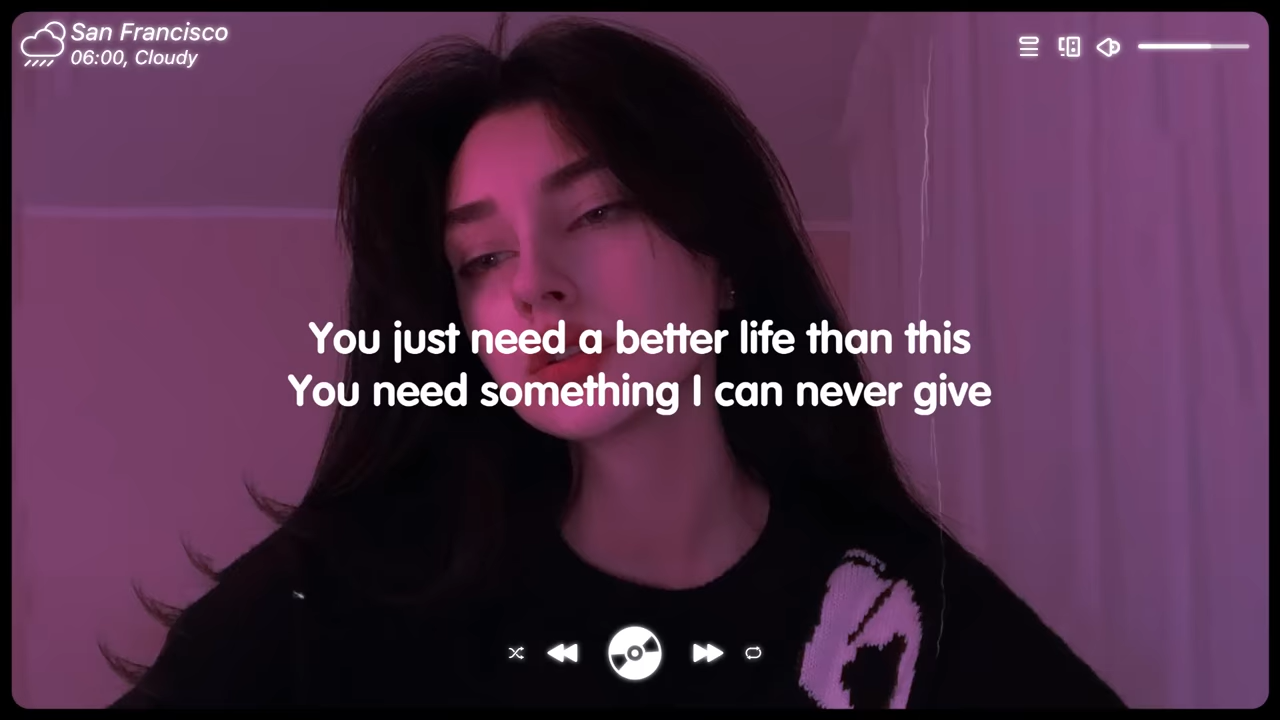 San Francisco
06:00, Cloudy
You just need a better life than this
You need something I can never give